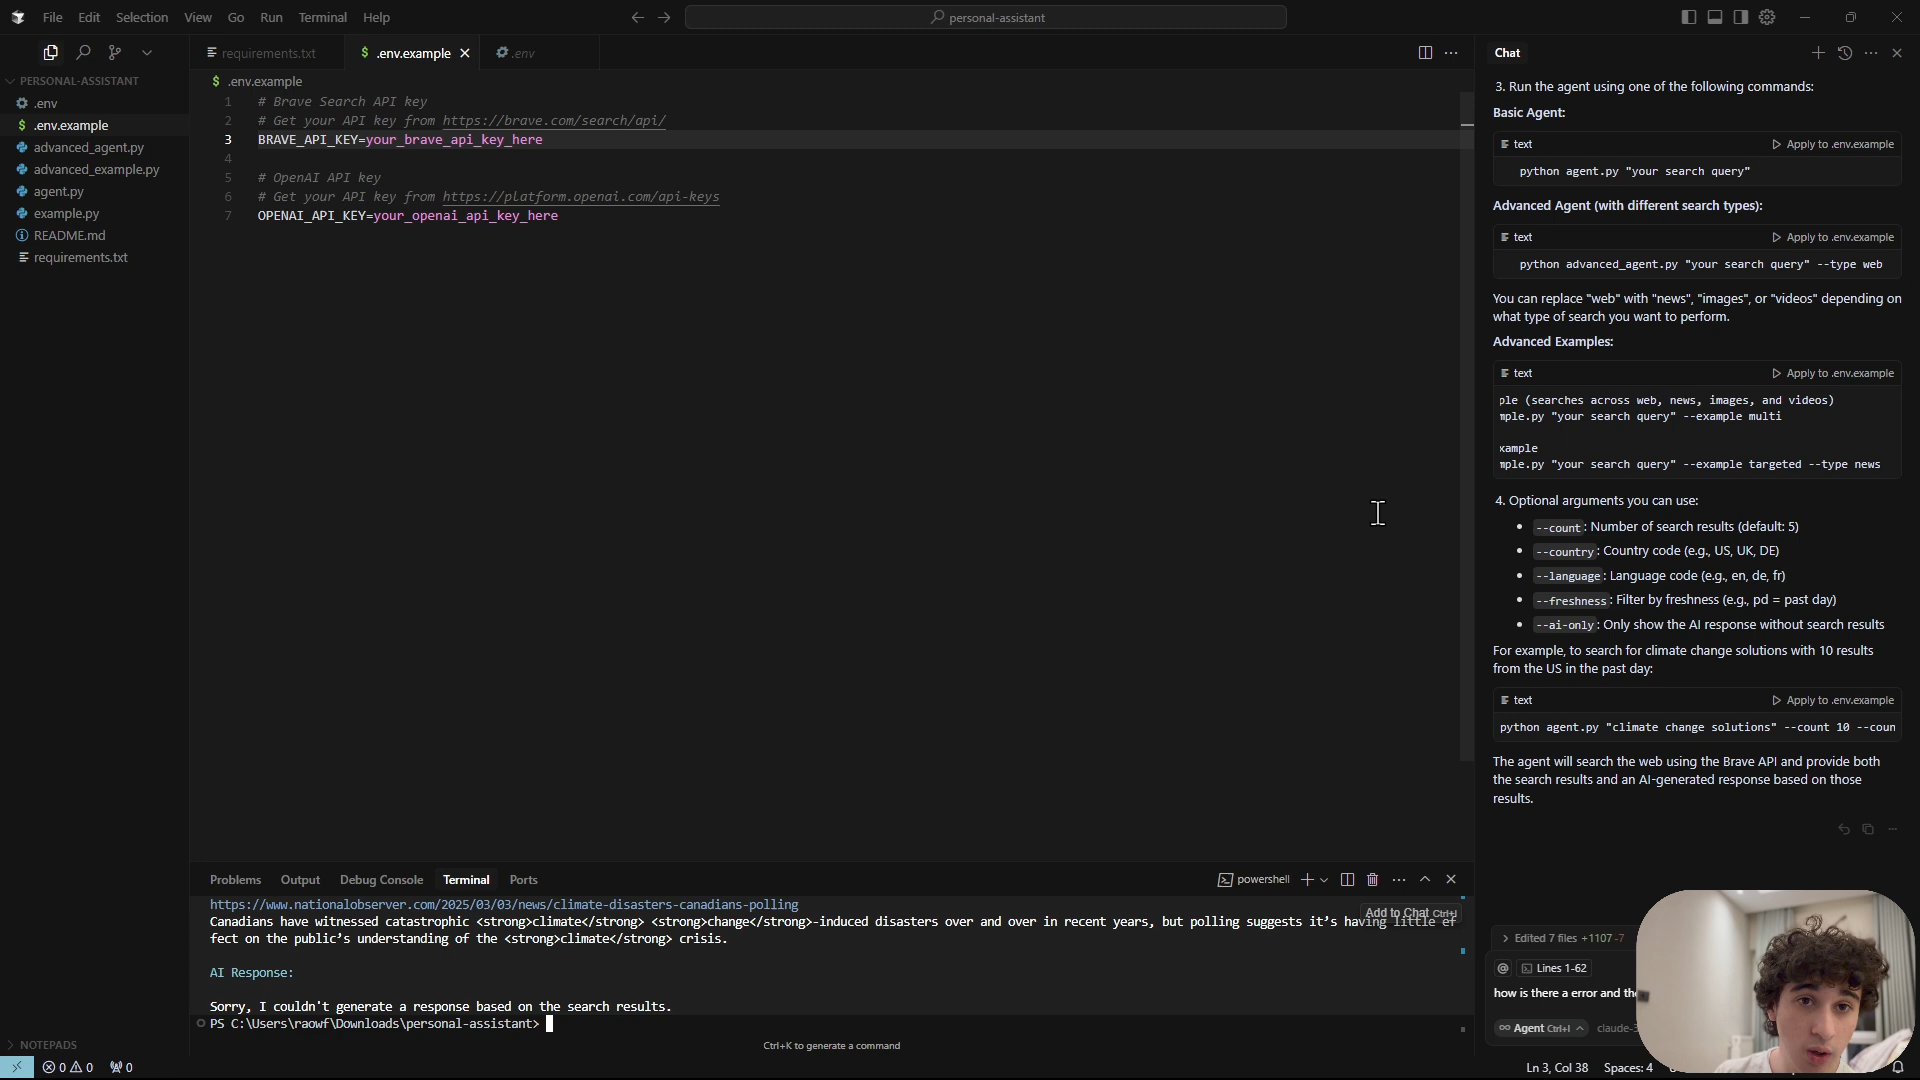 File Edit Selection View Go Run Terminal Help
personal-assistant
requirements.txt
.env.example
.env
Chat
PERSONAL-ASSISTANT
.env
.env.example
advanced_agent.py
advanced_example.py
agent.py
example.py
README.md
requirements.txt
NOTEPADS
$ .env.example
1 # Brave Search API key
2 # Get your API key from https://brave.com/search/api/
3 BRAVE_API_KEY=your_brave_api_key_here
4
5 # OpenAI API key
6 # Get your API key from https://platform.openai.com/api-keys
7 OPENAI_API_KEY=your_openai_api_key_here
Problems Output Debug Console Terminal Ports
powershell
https://www.nationalobserver.com/2025/03/03/news/climate-disasters-canadians-polling
Add to Chat Ctrl+I
Canadians have witnessed catastrophic <strong>climate</strong> <strong>change</strong>-induced disasters over and over in recent years, but polling suggests it's having little ef
fect on the public's understanding of the <strong>climate</strong> crisis.
AI Response:
Sorry, I couldn't generate a response based on the search results.
PS C:\Users\raowf\Downloads\personal-assistant>
Ctrl+K to generate a command
3. Run the agent using one of the following commands:
Basic Agent:
text Apply to .env.example
python agent.py "your search query"
Advanced Agent (with different search types):
text Apply to .env.example
python advanced_agent.py "your search query" --type web
You can replace "web" with "news", "images", or "videos" depending on
what type of search you want to perform.
Advanced Examples:
text Apply to .env.example
ple (searches across web, news, images, and videos)
mple.py "your search query" --example multi
xample
mple.py "your search query" --example targeted --type news
4. Optional arguments you can use:
• --count: Number of search results (default: 5)
• --country: Country code (e.g., US, UK, DE)
• --language: Language code (e.g., en, de, fr)
• --freshness: Filter by freshness (e.g., pd = past day)
• --ai-only: Only show the AI response without search results
For example, to search for climate change solutions with 10 results
from the US in the past day:
text Apply to .env.example
python agent.py "climate change solutions" --count 10 --coun
The agent will search the web using the Brave API and provide both
the search results and an AI-generated response based on those
results.
Edited 7 files +1107 -7
@ Lines 1-62
how is there a error and the
Agent Ctrl+I claude-3
0 0 0
Ln 3, Col 38 Spaces: 4